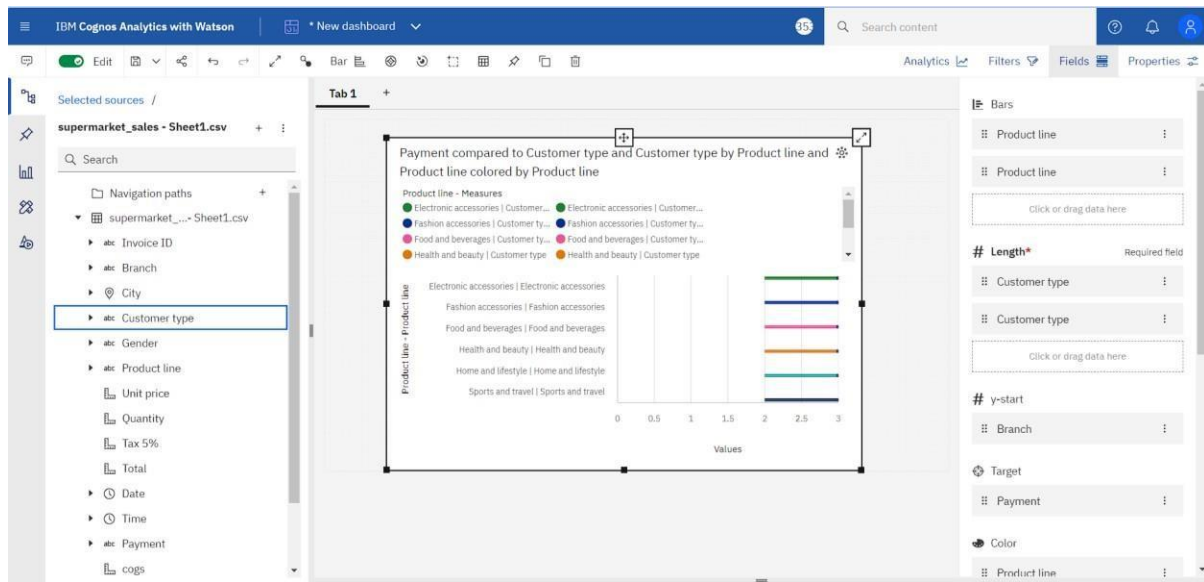 IBM Cognos Analytics with Watson
* New dashboard
Search content
Edit
Bar
Analytics
Filters
Fields
Properties
Selected sources /
supermarket_sales - Sheet1.csv
Search
Navigation paths
supermarket_...- Sheet1.csv
abc Invoice ID
abc Branch
City
abc Customer type
abc Gender
abc Product line
Unit price
Quantity
Tax 5%
Total
Date
Time
abc Payment
cogs
Tab 1
Payment compared to Customer type and Customer type by Product line and
Product line colored by Product line
Product line - Measures
Electronic accessories | Customer... Electronic accessories | Customer...
Fashion accessories | Customer ty... Fashion accessories | Customer ty...
Food and beverages | Customer ty... Food and beverages | Customer ty...
Health and beauty | Customer type Health and beauty | Customer type
Product line - Product line
Electronic accessories | Electronic accessories
Fashion accessories | Fashion accessories
Food and beverages | Food and beverages
Health and beauty | Health and beauty
Home and lifestyle | Home and lifestyle
Sports and travel | Sports and travel
0 0.5 1 1.5 2 2.5 3
Values
Bars
Product line
Product line
Click or drag data here
# Length* Required field
Customer type
Customer type
Click or drag data here
# y-start
Branch
Target
Payment
Color
Product line